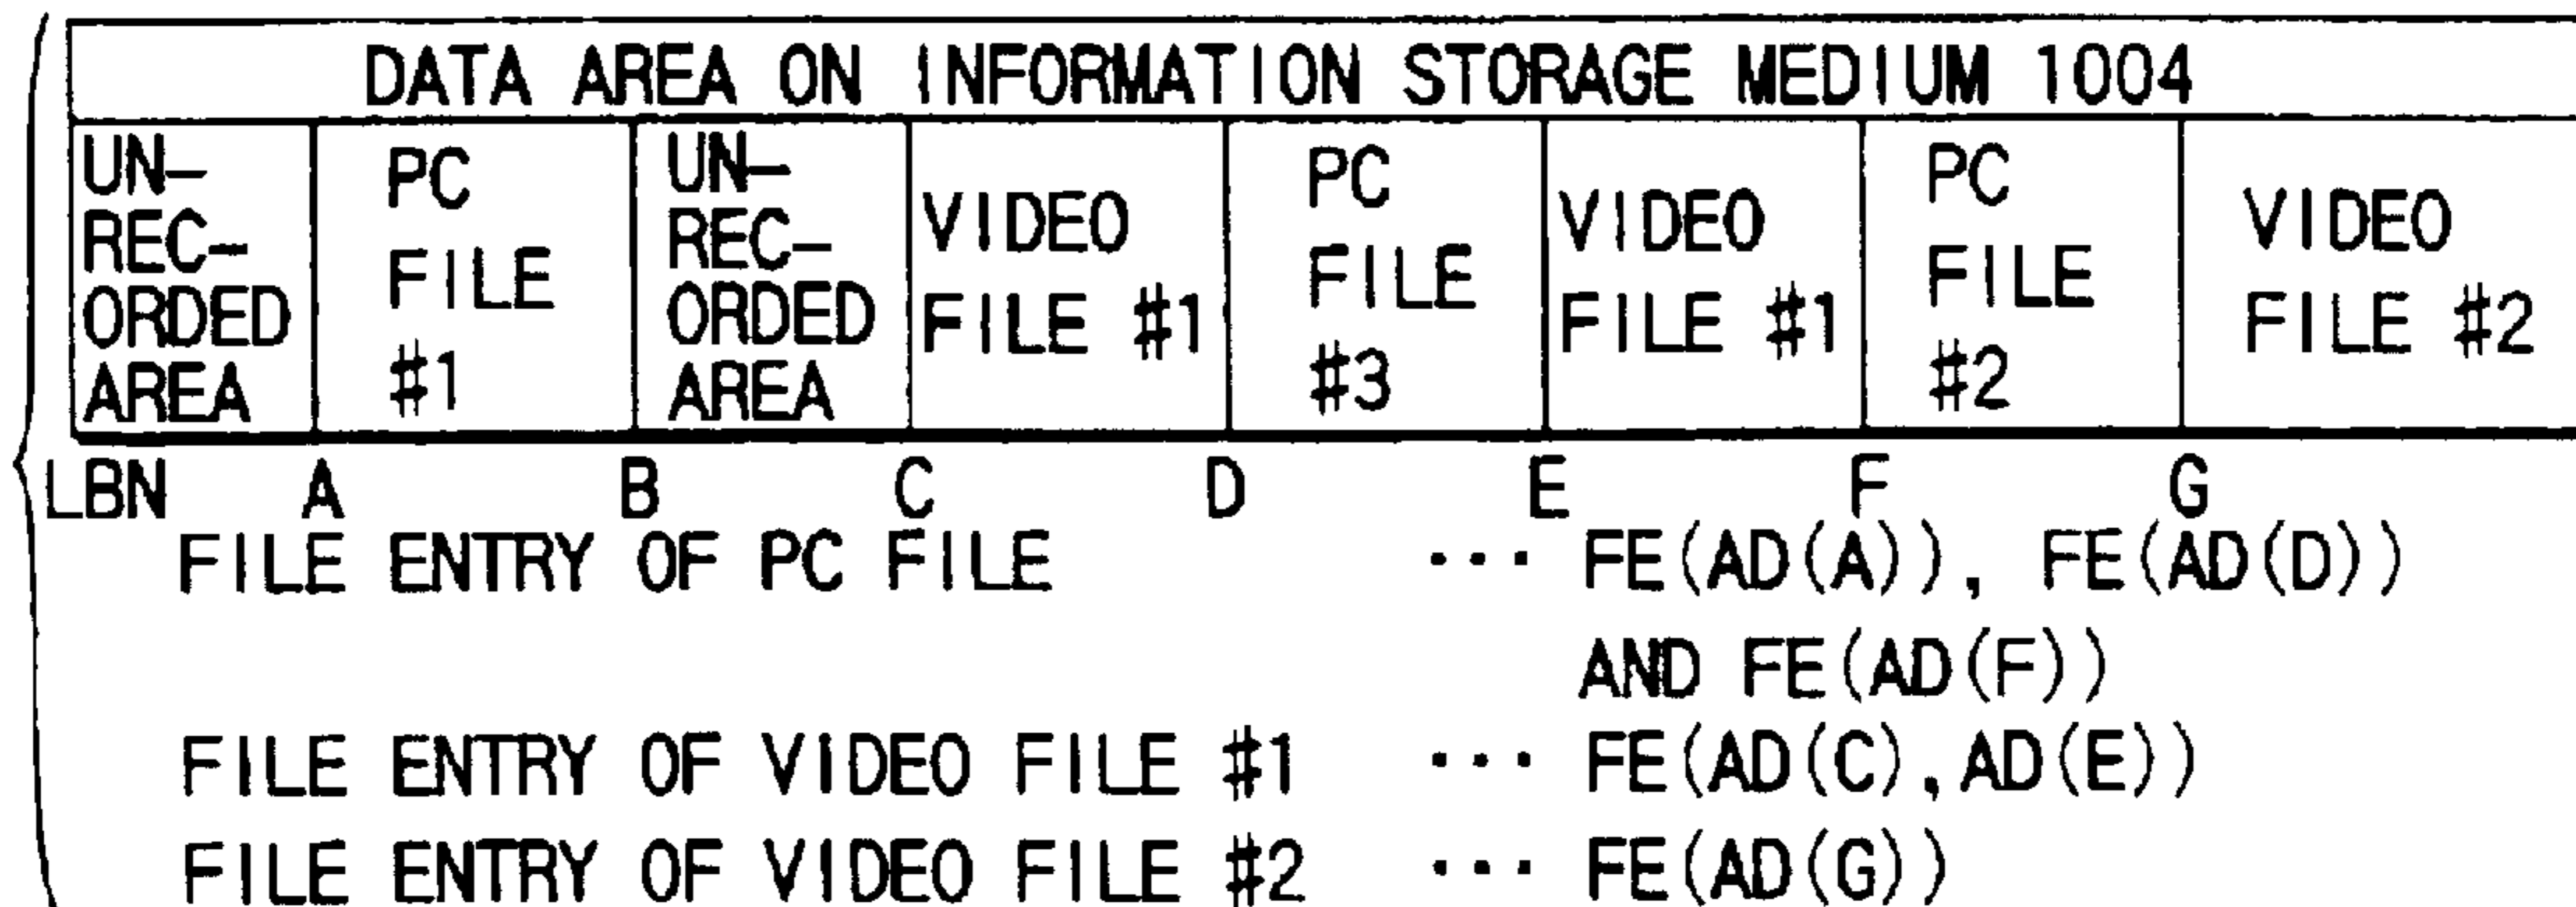 DATA AREA ON INFORMATION STORAGE MEDIUM 1004
UN-
REC-
ORDED
AREA
PC
FILE
#1
UN-
REC-
ORDED
AREA
VIDEO
FILE #1
PC
FILE
#3
VIDEO
FILE #1
PC
FILE
#2
VIDEO
FILE #2
LBN A B C D E F G
FILE ENTRY OF PC FILE ··· FE(AD(A)), FE(AD(D))
AND FE(AD(F))
FILE ENTRY OF VIDEO FILE #1 ··· FE(AD(C),AD(E))
FILE ENTRY OF VIDEO FILE #2 ··· FE(AD(G))